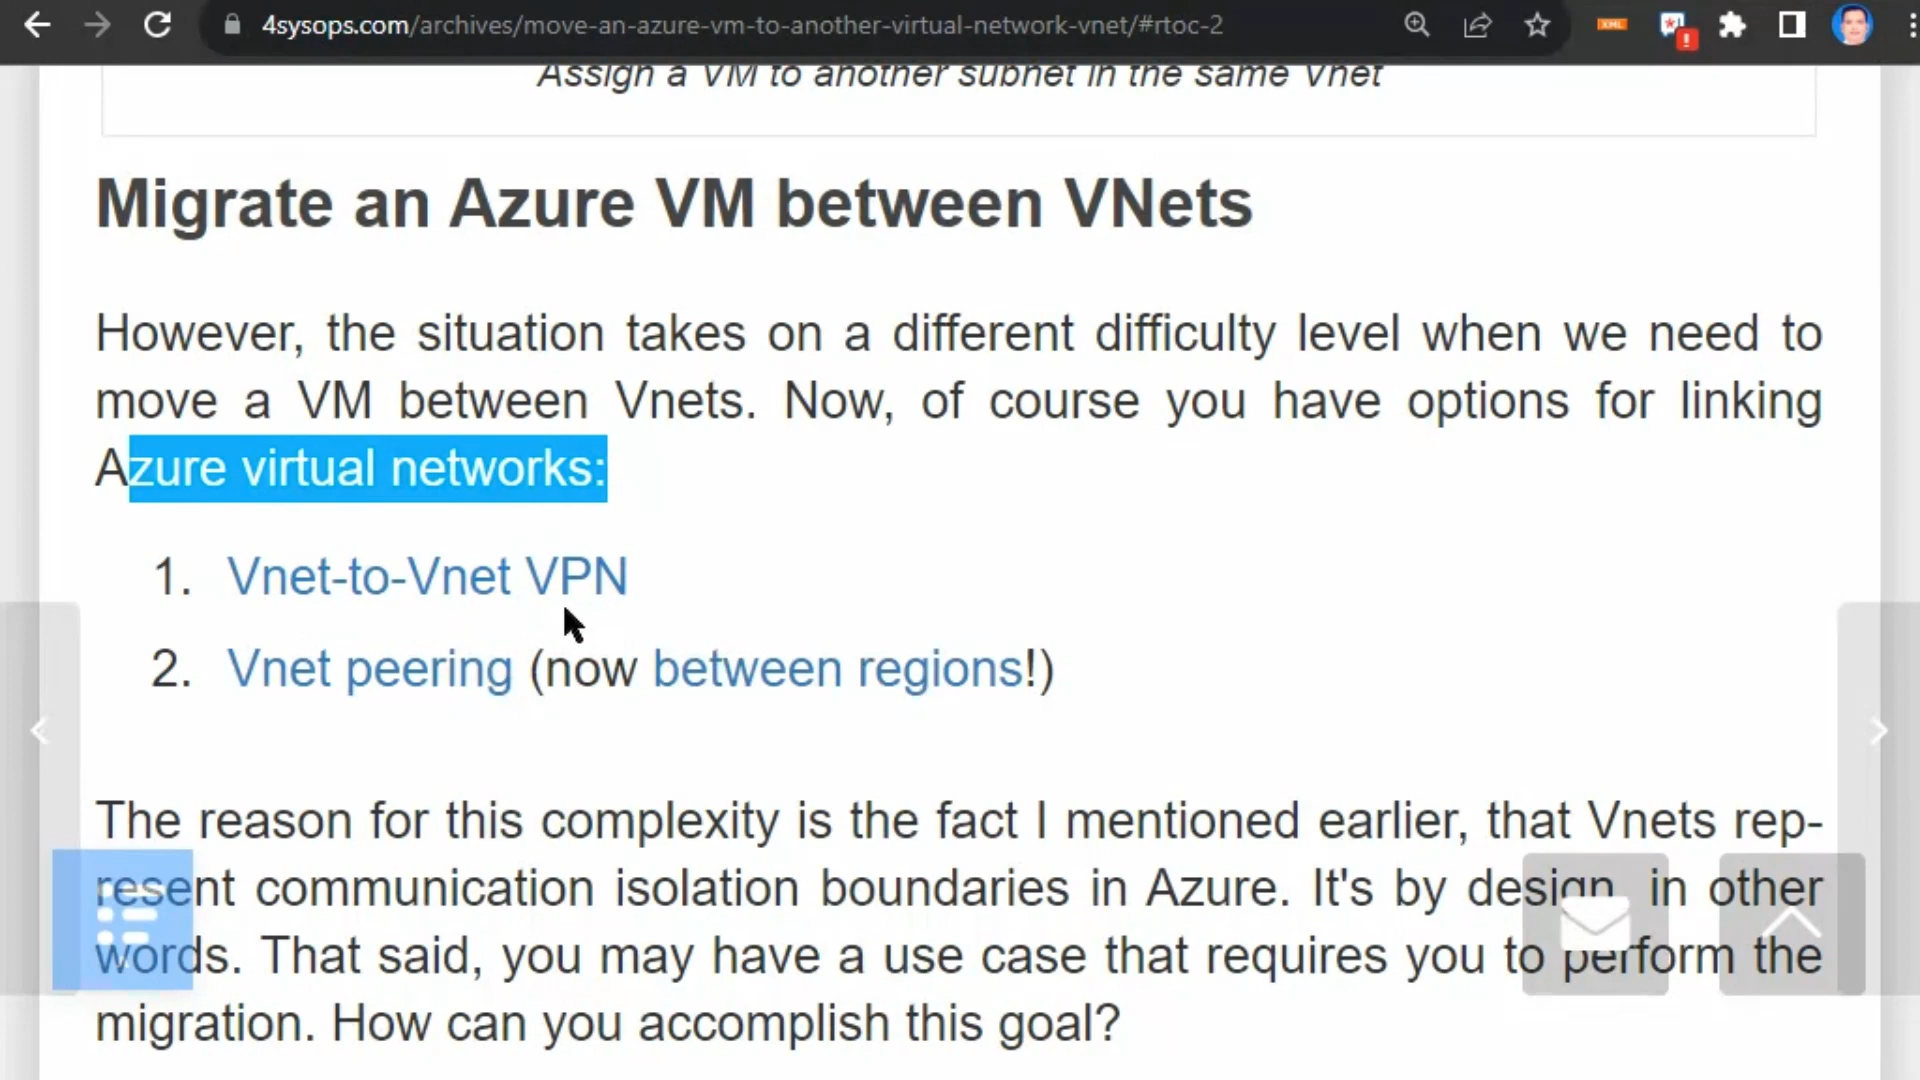 4sysops.com/archives/move-an-azure-vm-to-another-virtual-network-vnet/#rtoc-2
XML
!
Assign a VM to another subnet in the same Vnet
Migrate an Azure VM between VNets
However, the situation takes on a different difficulty level when we need to
move a VM between Vnets. Now, of course you have options for linking
Azure virtual networks:
1. Vnet-to-Vnet VPN
2. Vnet peering (now between regions!)
The reason for this complexity is the fact I mentioned earlier, that Vnets rep-
resent communication isolation boundaries in Azure. It's by design, in other
words. That said, you may have a use case that requires you to perform the
migration. How can you accomplish this goal?